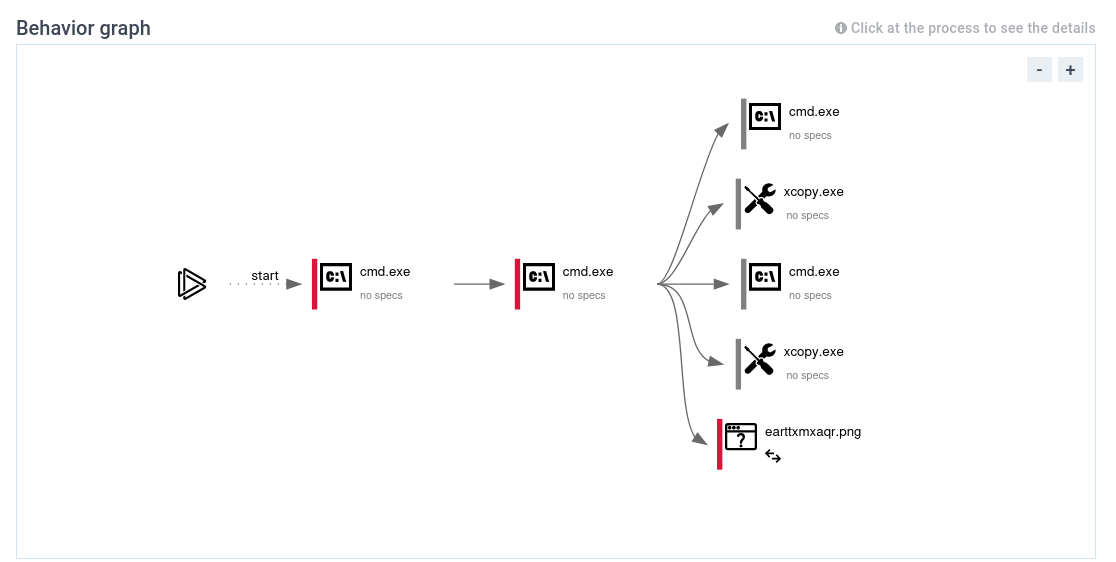 Behavior graph
Click at the process to see the details
- +
cmd.exe
no specs
xcopy.exe
no specs
start
cmd.exe
no specs
cmd.exe
no specs
cmd.exe
no specs
xcopy.exe
no specs
earttxmxaqr.png
C:\
C:\
C:\
C:\
?